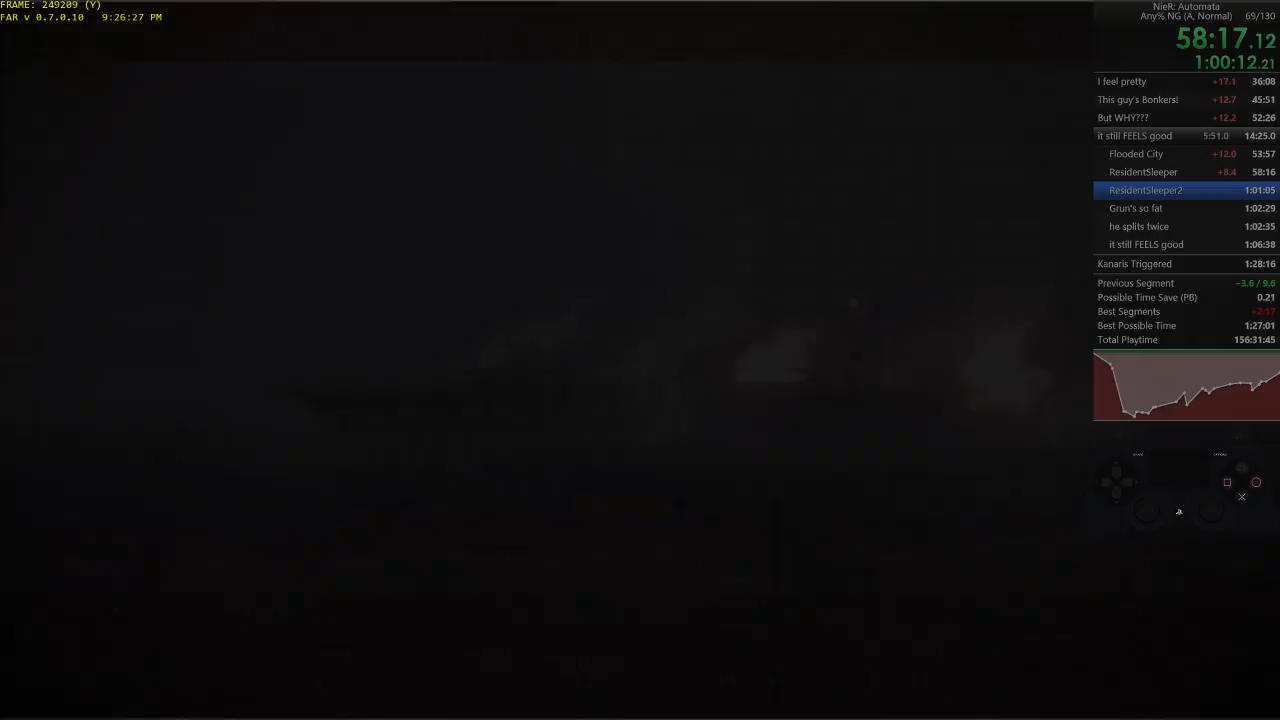 FRAME: 249209 (Y)
FAR v 0.7.0.10 9:26:27 PM
NieR: Automata
Any% NG (A, Normal) 69/130
58:17.12
1:00:12.21
I feel pretty +17.1 36:08
This guy's Bonkers! +12.7 45:51
But WHY??? +12.2 52:26
it still FEELS good 5:51.0 14:25.0
Flooded City +12.0 53:57
ResidentSleeper +8.4 58:16
ResidentSleeper2 1:01:05
Grun's so fat 1:02:29
he splits twice 1:02:35
it still FEELS good 1:06:38
Kanaris Triggered 1:28:16
Previous Segment −3.6 / 9.6
Possible Time Save (PB) 0.21
Best Segments +2:17
Best Possible Time 1:27:01
Total Playtime 156:31:45
SHARE OPTIONS